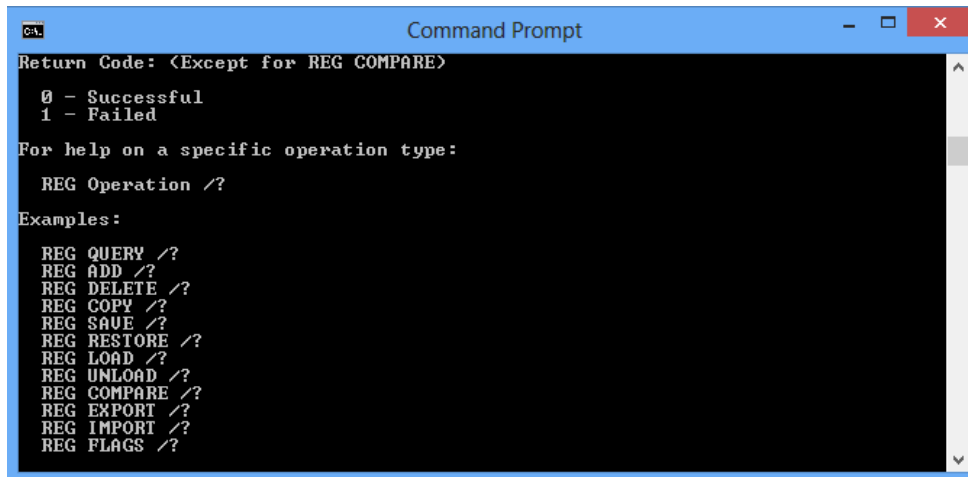 C:\.
Command Prompt
Return Code: (Except for REG COMPARE)
0 - Successful
1 - Failed
For help on a specific operation type:
REG Operation /?
Examples:
REG QUERY /?
REG ADD /?
REG DELETE /?
REG COPY /?
REG SAVE /?
REG RESTORE /?
REG LOAD /?
REG UNLOAD /?
REG COMPARE /?
REG EXPORT /?
REG IMPORT /?
REG FLAGS /?